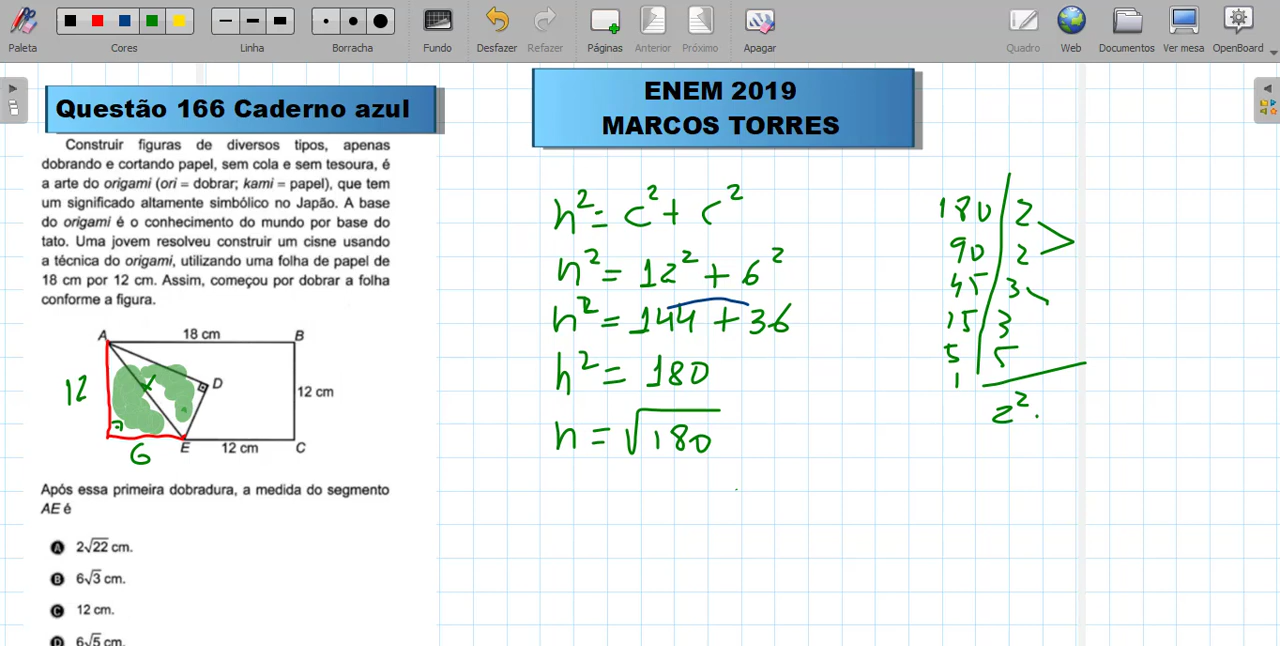 Paleta
Cores
Linha
Borracha
Fundo
Desfazer
Refazer
Páginas
Anterior
Próximo
Apagar
Quadro
Web
Documentos
Ver mesa
OpenBoard
Questão 166 Caderno azul
Construir figuras de diversos tipos, apenas
dobrando e cortando papel, sem cola e sem tesoura, é
a arte do origami (ori = dobrar; kami = papel), que tem
um significado altamente simbólico no Japão. A base
do origami é o conhecimento do mundo por base do
tato. Uma jovem resolveu construir um cisne usando
a técnica do origami, utilizando uma folha de papel de
18 cm por 12 cm. Assim, começou por dobrar a folha
conforme a figura.
A 18 cm B
12 x D 12 cm
6 E 12 cm C
Após essa primeira dobradura, a medida do segmento
AE é
A 2√22 cm.
B 6√3 cm.
C 12 cm.
D 6√5 cm.
ENEM 2019
MARCOS TORRES
h² = c² + c²
h² = 12² + 6²
h² = 144 + 36
h² = 180
h = √180
180 | 2
90 | 2
45 | 3
15 | 3
5 | 5
1
2² .